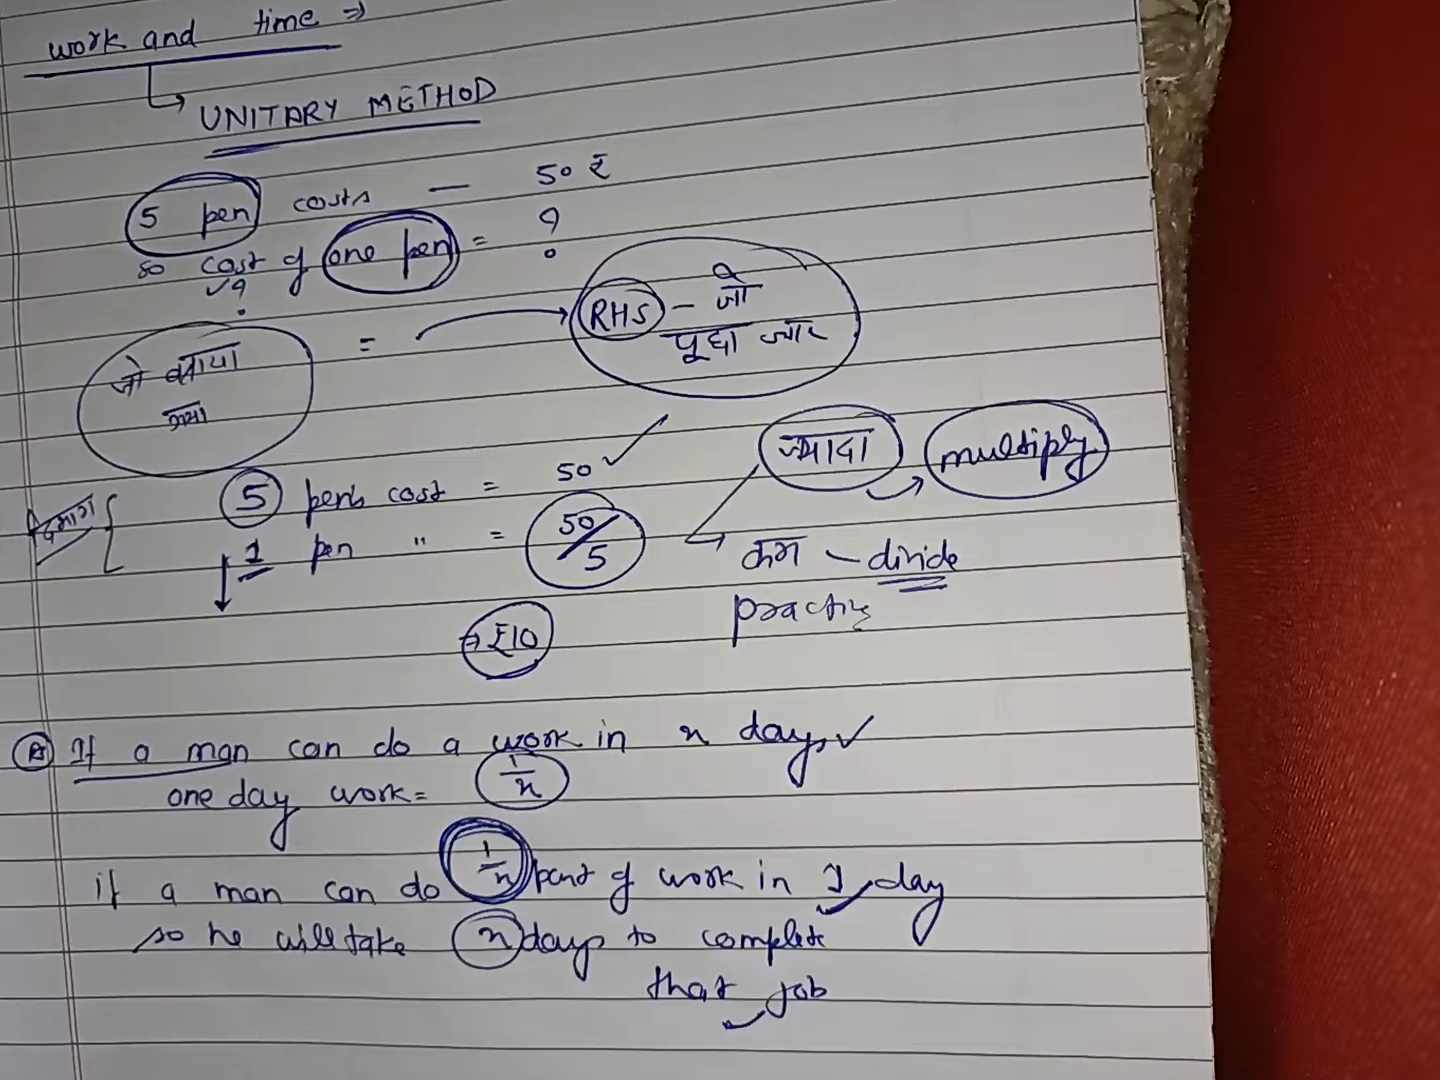 work and time ⇒
UNITARY METHOD
5 pen costs — 50 ₹
so cost of one pen = ?
✓ ?
RHS - जो
पूछा जाए
जो बताया
गया
=
ज्यादा → multiply
5 pen's cost = 50 ✓
1 pen " = 50/5
कम - divide
⇒ ₹10
If a man can do a work in n days ✓
one day work = 1/n
if a man can do 1/n part of work in 1 day
so he will take n days to complete
that job